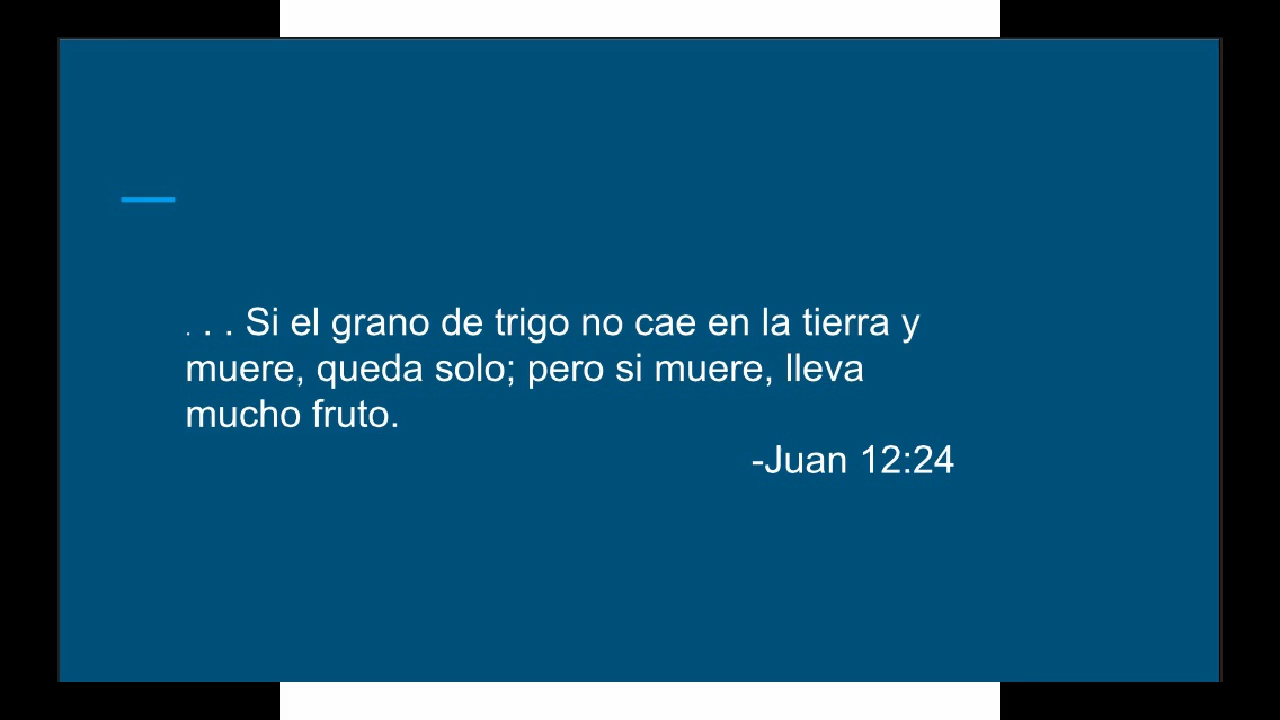 . . . Si el grano de trigo no cae en la tierra y
muere, queda solo; pero si muere, lleva
mucho fruto.
-Juan 12:24